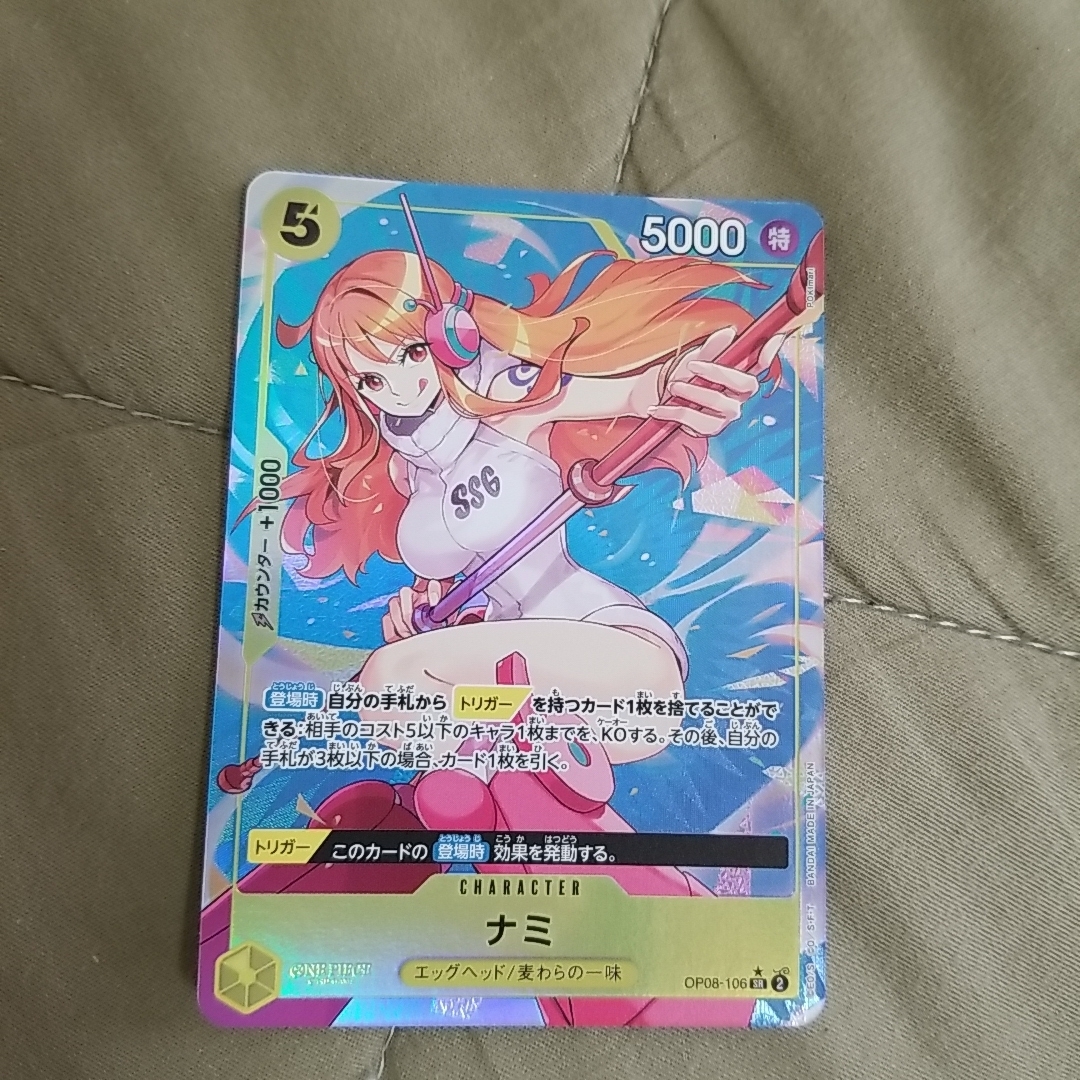 5
5000 特
POKImari
SSG
カウンター +1000
登場時 自分の手札から トリガー を持つカード1枚を捨てることがで
きる：相手のコスト5以下のキャラ1枚までを、KOする。その後、自分の
手札が3枚以下の場合、カード1枚を引く。
トリガー このカードの 登場時 効果を発動する。
CHARACTER
ナミ
エッグヘッド/麦わらの一味
ONE PIECE
OP08-106 SR 2
BANDAI MADE IN JAPAN